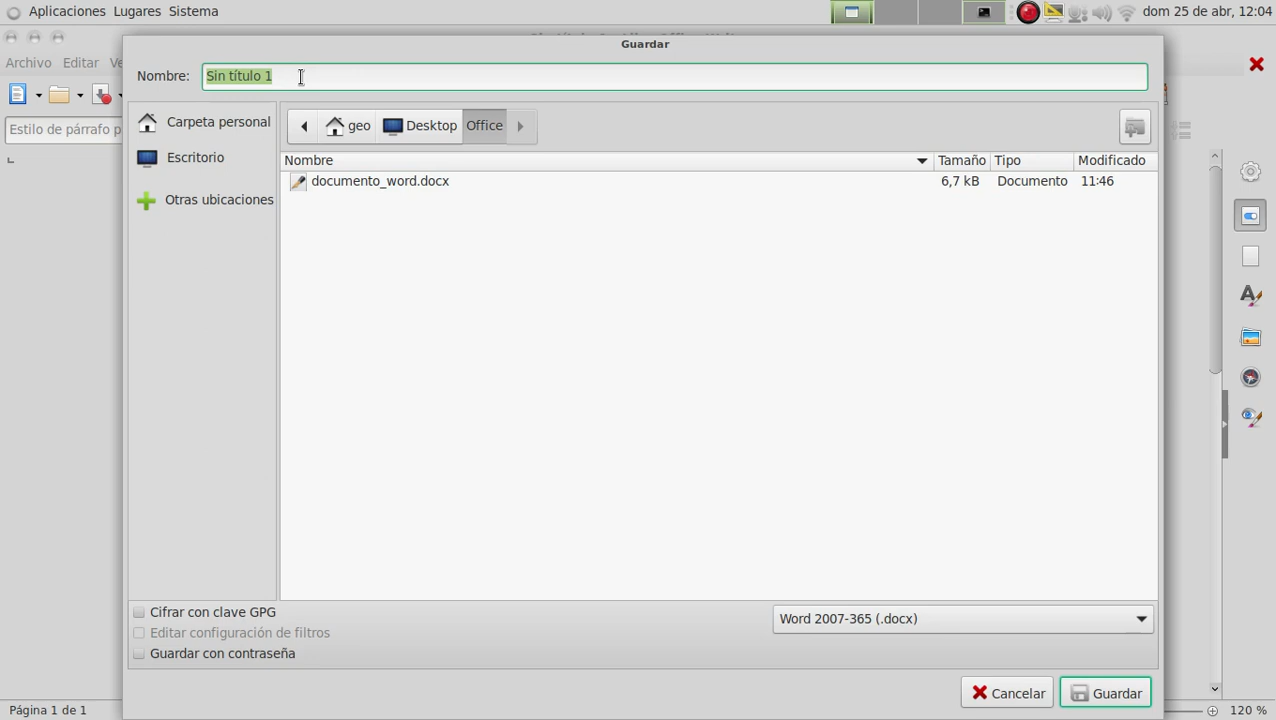 Aplicaciones Lugares Sistema
dom 25 de abr, 12:04
Guardar
Archivo Editar
Nombre: Sin título 1
Estilo de párrafo p
Carpeta personal
Escritorio
Otras ubicaciones
geo Desktop Office
Nombre Tamaño Tipo Modificado
documento_word.docx 6,7 kB Documento 11:46
Cifrar con clave GPG
Editar configuración de filtros
Guardar con contraseña
Word 2007-365 (.docx)
Cancelar Guardar
Página 1 de 1
120 %